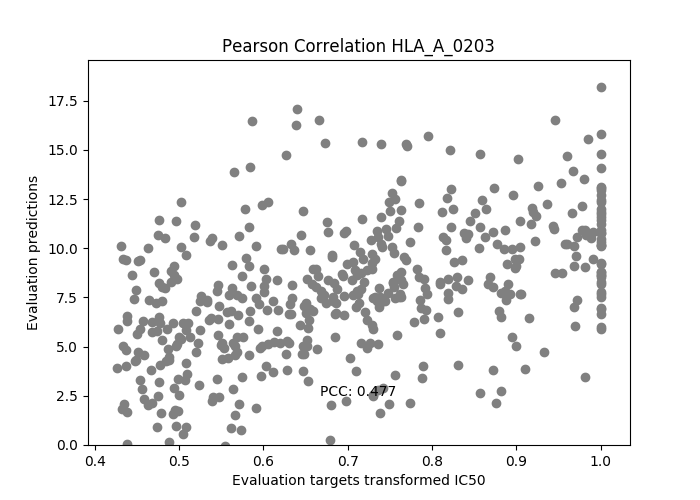 Pearson Correlation HLA_A_0203
17.5
15.0
12.5
10.0
7.5
5.0
2.5
0.0
Evaluation predictions
PCC: 0.477
0.4 0.5 0.6 0.7 0.8 0.9 1.0
Evaluation targets transformed IC50